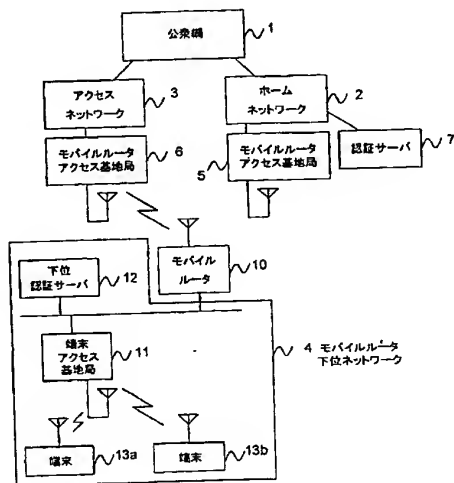 公衆網
1
アクセス
ネットワーク
3
ホーム
ネットワーク
2
モバイルルータ
アクセス基地局
6
モバイルルータ
アクセス基地局
5
認証サーバ
7
下位
認証サーバ
12
モバイル
ルータ
10
端末
アクセス
基地局
11
4 モバイルルータ
下位ネットワーク
端末
13a
端末
13b